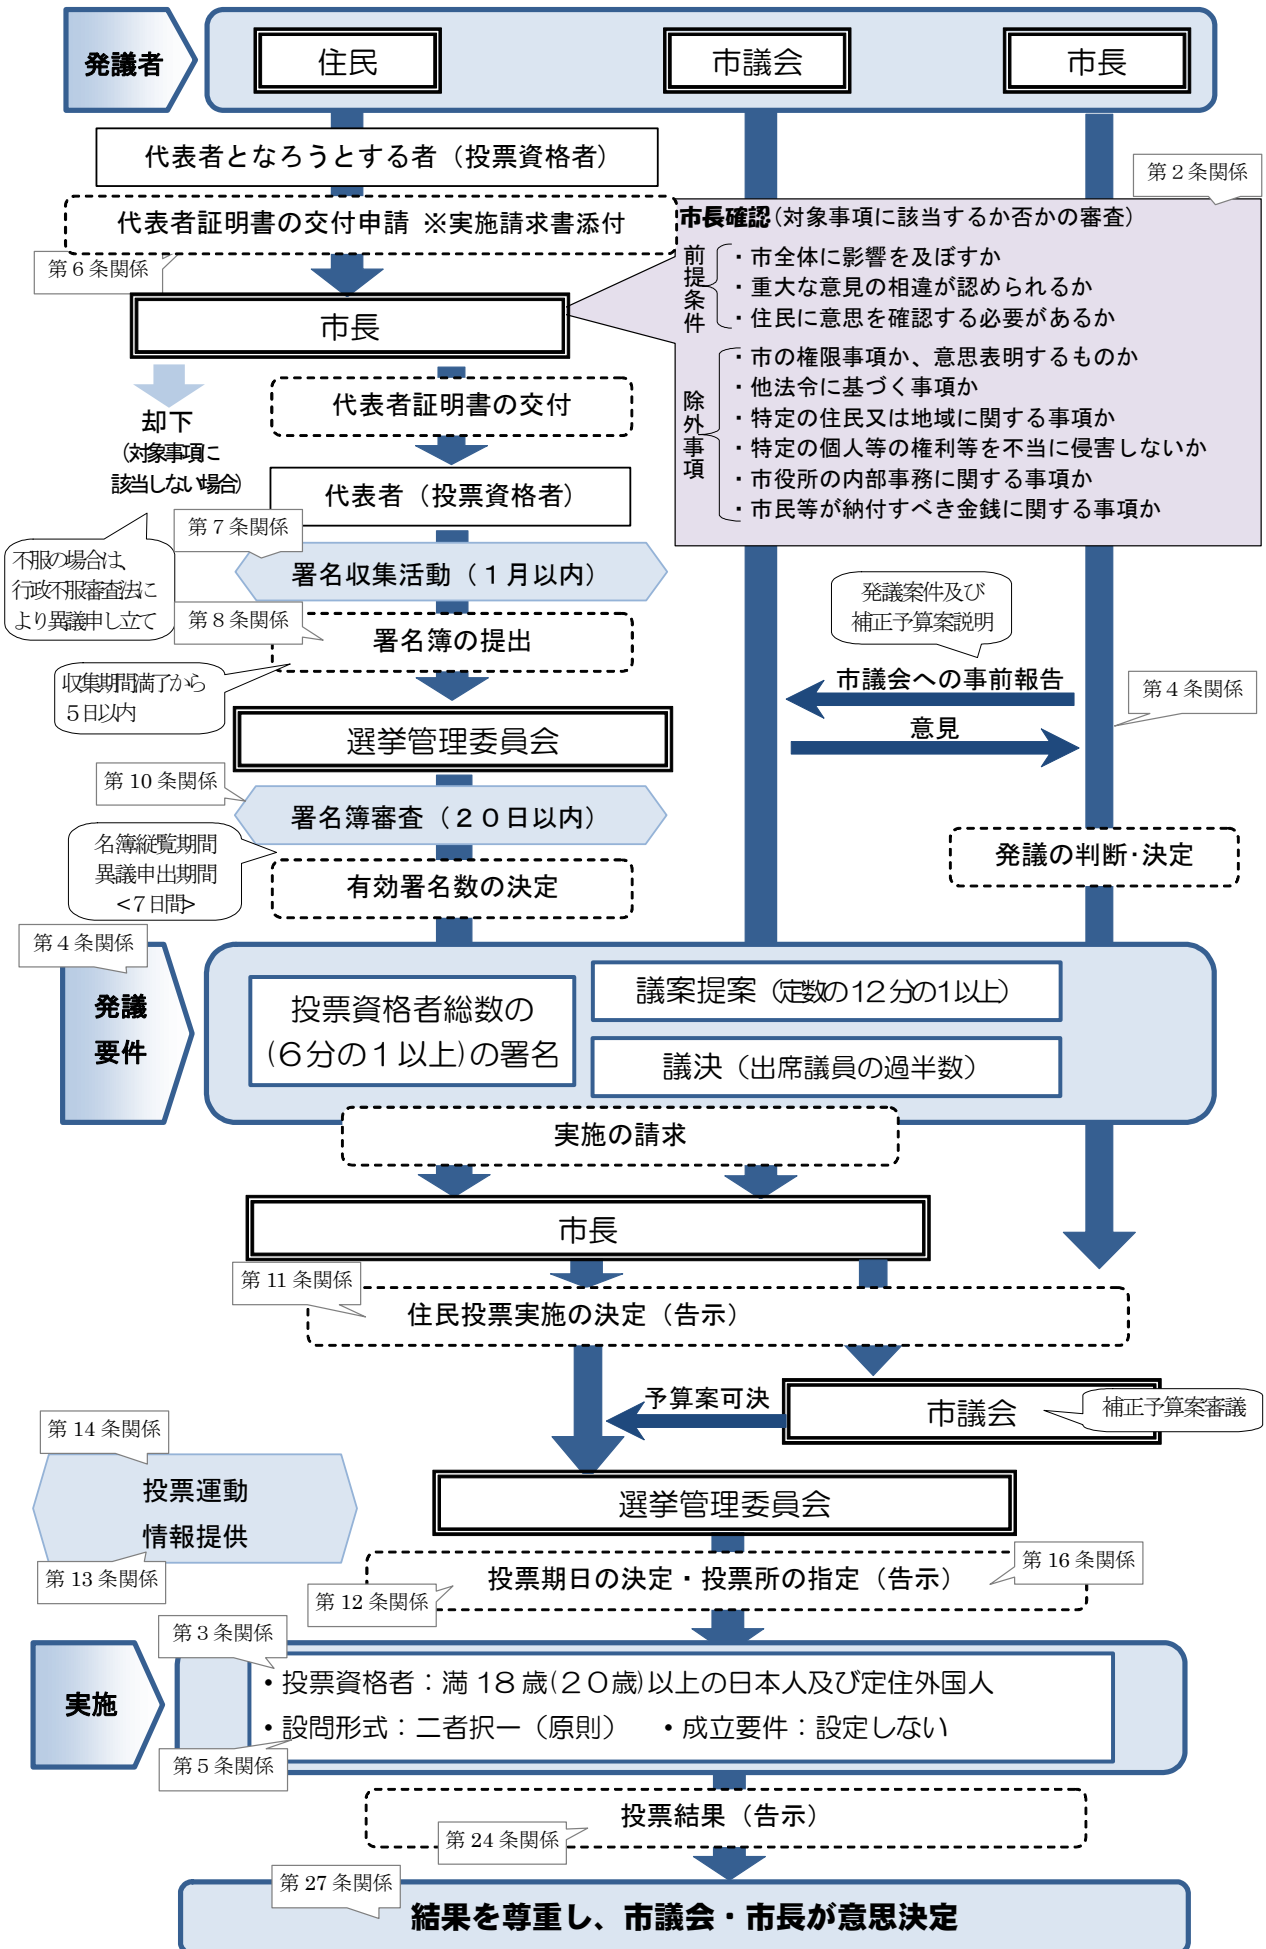 発議者
住民
市議会
市長
代表者となろうとする者（投票資格者）
第２条関係
代表者証明書の交付申請 ※実施請求書添付
第６条関係
市長
市長確認（対象事項に該当するか否かの審査）
前提条件
・市全体に影響を及ぼすか
・重大な意見の相違が認められるか
・住民に意思を確認する必要があるか
除外事項
・市の権限事項か、意思表明するものか
・他法令に基づく事項か
・特定の住民又は地域に関する事項か
・特定の個人等の権利等を不当に侵害しないか
・市役所の内部事務に関する事項か
・市民等が納付すべき金銭に関する事項か
却下
（対象事項に
該当しない場合）
代表者証明書の交付
代表者（投票資格者）
不服の場合は、
行政不服審査法に
より異議申し立て
第７条関係
署名収集活動（１月以内）
第８条関係
署名簿の提出
収集期間満了から
５日以内
発議案件及び
補正予算案説明
市議会への事前報告
意見
第４条関係
選挙管理委員会
第 10 条関係
署名簿審査（２０日以内）
名簿縦覧期間
異議申出期間
<７日間>
有効署名数の決定
発議の判断・決定
第４条関係
発議
要件
投票資格者総数の
(６分の１以上)の署名
議案提案（定数の12分の1以上）
議決（出席議員の過半数）
実施の請求
市長
第 11 条関係
住民投票実施の決定（告示）
予算案可決
市議会
補正予算案審議
第 14 条関係
投票運動
情報提供
第 13 条関係
選挙管理委員会
投票期日の決定・投票所の指定（告示）
第 16 条関係
第 12 条関係
第３条関係
実施
・投票資格者：満 18 歳(２０歳)以上の日本人及び定住外国人
・設問形式：二者択一（原則）　・成立要件：設定しない
第５条関係
投票結果（告示）
第 24 条関係
第 27 条関係
結果を尊重し、市議会・市長が意思決定